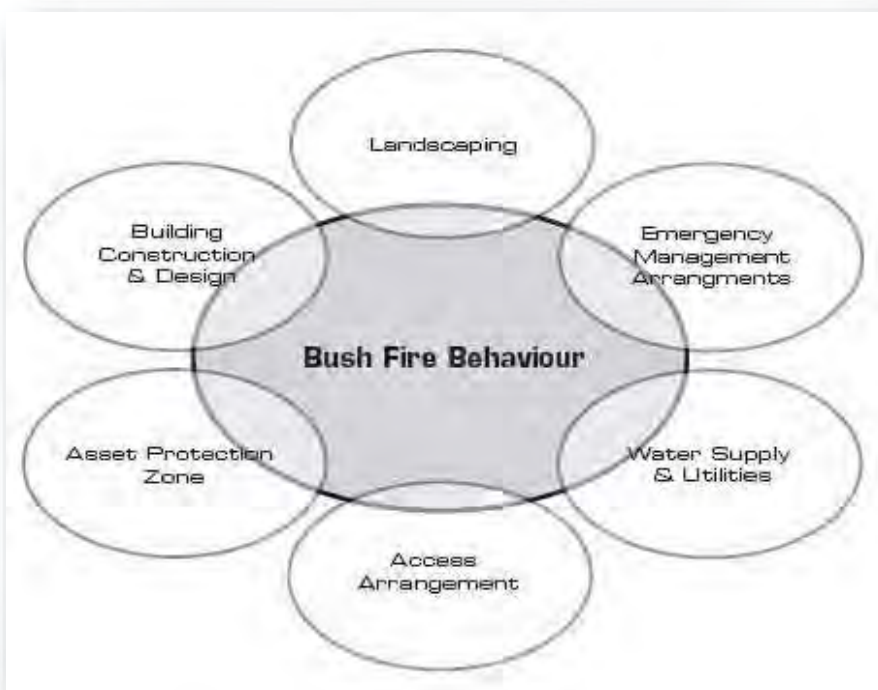 Landscaping
Building
Construction
& Design
Emergency
Management
Arrangments
Bush Fire Behaviour
Asset Protection
Zone
Water Supply
& Utilities
Access
Arrangement